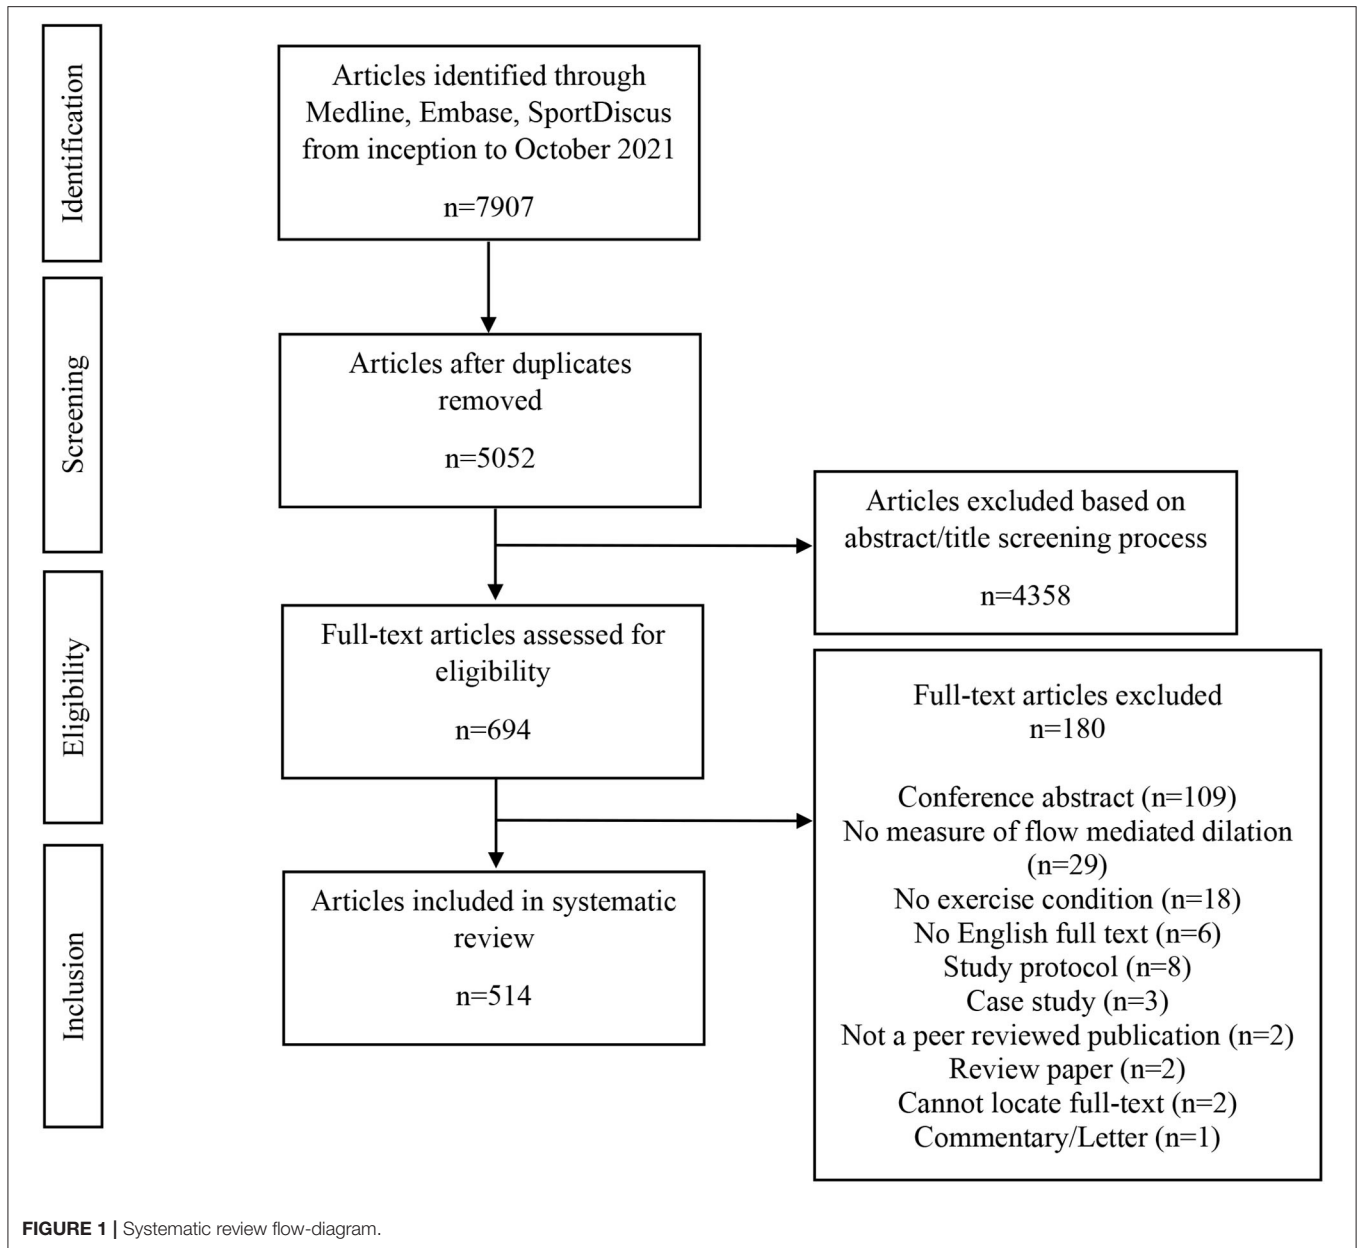 Identification
Articles identified through
Medline, Embase, SportDiscus
from inception to October 2021
n=7907
Screening
Articles after duplicates
removed
n=5052
Articles excluded based on
abstract/title screening process
n=4358
Eligibility
Full-text articles assessed for
eligibility
n=694
Full-text articles excluded
n=180
Conference abstract (n=109)
No measure of flow mediated dilation
(n=29)
No exercise condition (n=18)
No English full text (n=6)
Study protocol (n=8)
Case study (n=3)
Not a peer reviewed publication (n=2)
Review paper (n=2)
Cannot locate full-text (n=2)
Commentary/Letter (n=1)
Inclusion
Articles included in systematic
review
n=514
FIGURE 1 | Systematic review flow-diagram.